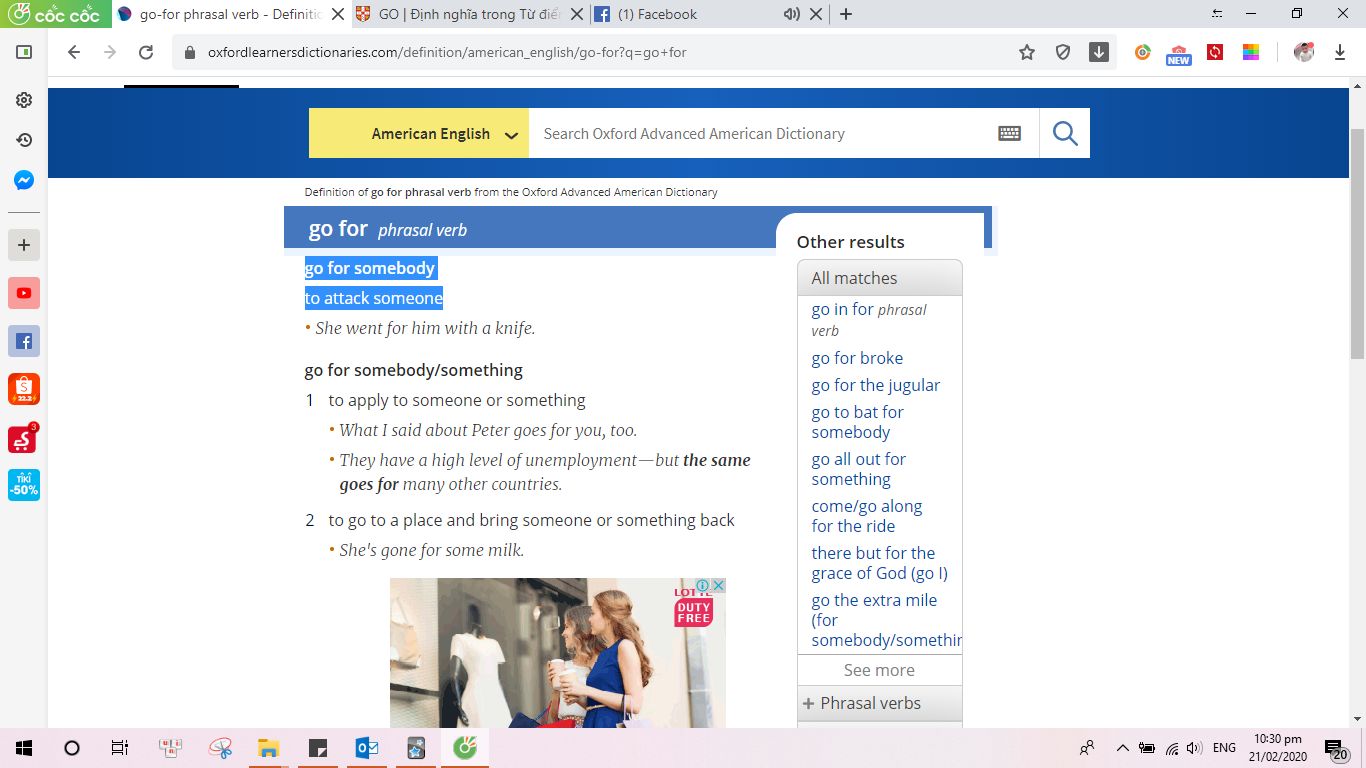 cốc cốc
go-for phrasal verb - Definitio
GO | Định nghĩa trong Từ điể
(1) Facebook
oxfordlearnersdictionaries.com/definition/american_english/go-for?q=go+for
NEW
American English
Search Oxford Advanced American Dictionary
Definition of go for phrasal verb from the Oxford Advanced American Dictionary
go for phrasal verb
go for somebody
to attack someone
• She went for him with a knife.
go for somebody/something
1 to apply to someone or something
• What I said about Peter goes for you, too.
• They have a high level of unemployment—but the same
goes for many other countries.
2 to go to a place and bring someone or something back
• She's gone for some milk.
LOTTE
DUTY
FREE
Other results
All matches
go in for phrasal
verb
go for broke
go for the jugular
go to bat for
somebody
go all out for
something
come/go along
for the ride
there but for the
grace of God (go I)
go the extra mile
(for
somebody/somethin
See more
+ Phrasal verbs
22.2
3
TIKI
-50%
ENG
10:30 pm
21/02/2020
20